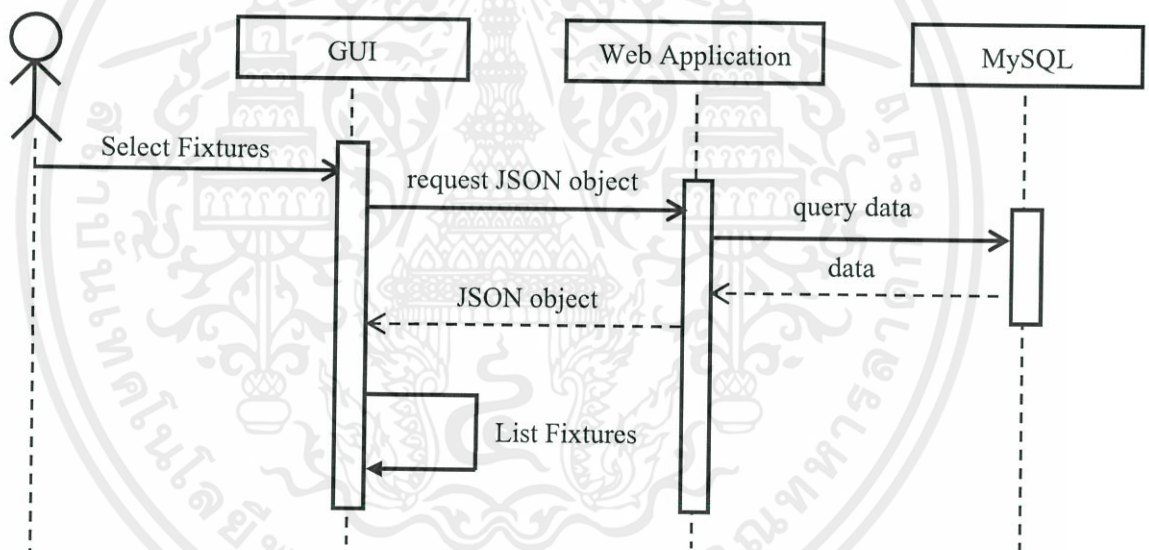 GUI
Web Application
MySQL
Select Fixtures
request JSON object
query data
data
JSON object
List Fixtures